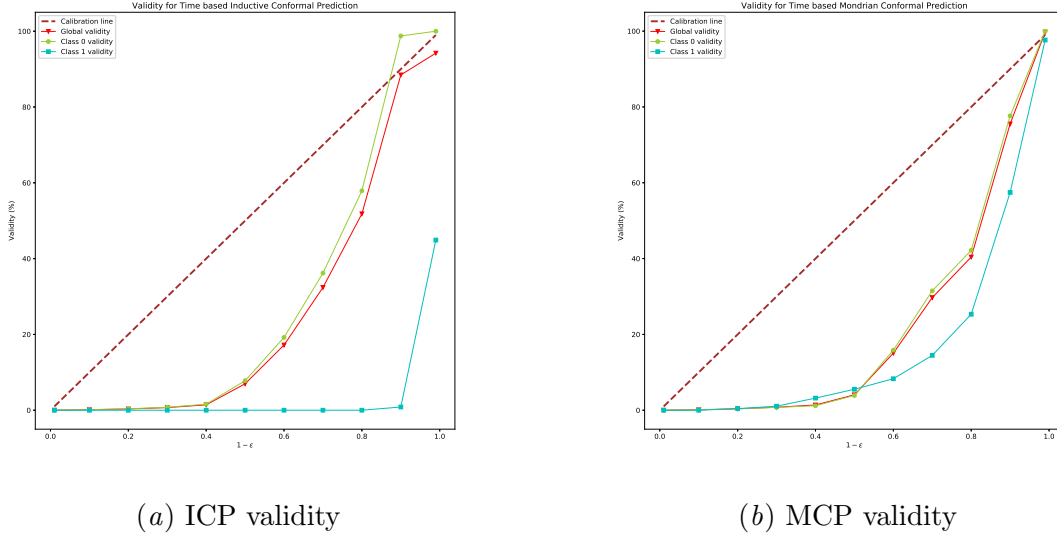 Validity for Time based Inductive Conformal Prediction
Calibration line
Global validity
Class 0 validity
Class 1 validity
Validity (%)
100
80
60
40
20
0
0.0 0.2 0.4 0.6 0.8 1.0
1 − ε
(a) ICP validity
Validity for Time based Mondrian Conformal Prediction
Calibration line
Global validity
Class 0 validity
Class 1 validity
Validity (%)
100
80
60
40
20
0
0.0 0.2 0.4 0.6 0.8 1.0
1 − ε
(b) MCP validity